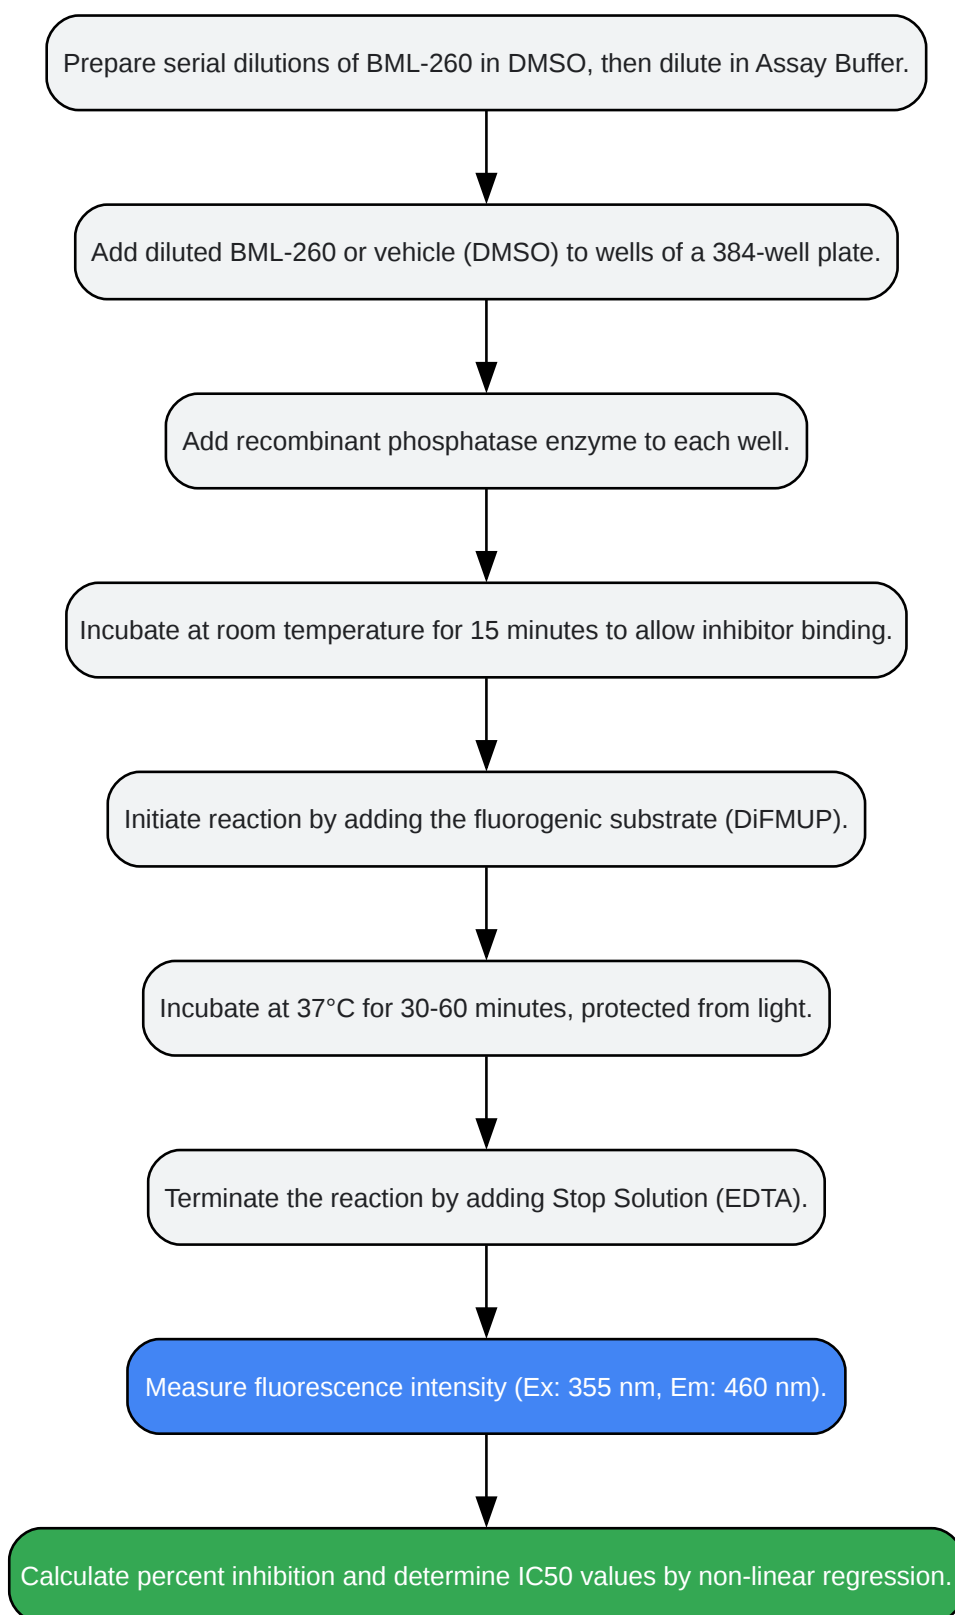 Prepare serial dilutions of BML-260 in DMSO, then dilute in Assay Buffer.
Add diluted BML-260 or vehicle (DMSO) to wells of a 384-well plate.
Add recombinant phosphatase enzyme to each well.
Incubate at room temperature for 15 minutes to allow inhibitor binding.
Initiate reaction by adding the fluorogenic substrate (DiFMUP).
Incubate at 37°C for 30-60 minutes, protected from light.
Terminate the reaction by adding Stop Solution (EDTA).
Measure fluorescence intensity (Ex: 355 nm, Em: 460 nm).
Calculate percent inhibition and determine IC50 values by non-linear regression.